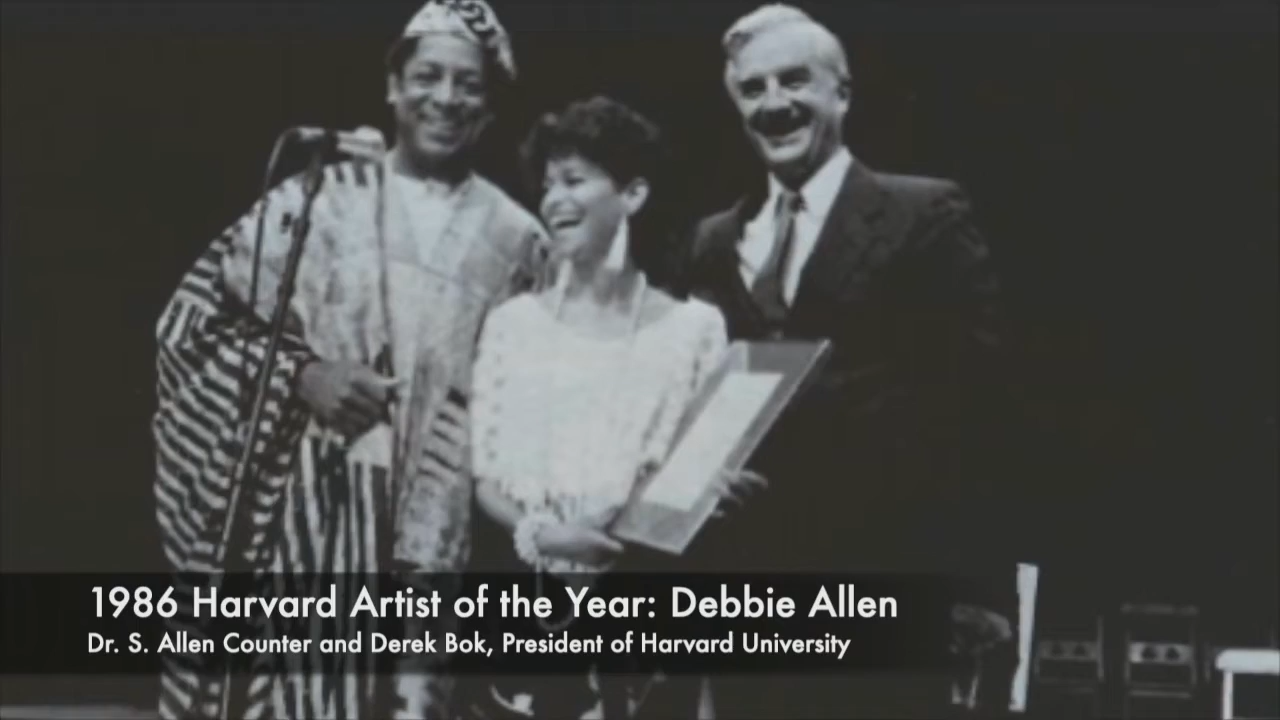 1986 Harvard Artist of the Year: Debbie Allen
Dr. S. Allen Counter and Derek Bok, President of Harvard University